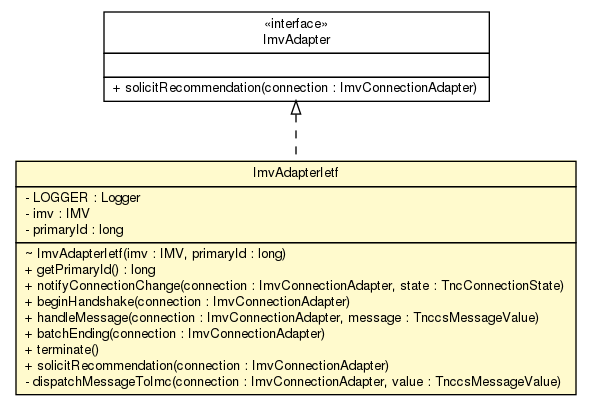 «interface»
ImvAdapter
+ solicitRecommendation(connection : ImvConnectionAdapter)
ImvAdapterIetf
- LOGGER : Logger
- imv : IMV
- primaryId : long
~ ImvAdapterIetf(imv : IMV, primaryId : long)
+ getPrimaryId() : long
+ notifyConnectionChange(connection : ImvConnectionAdapter, state : TncConnectionState)
+ beginHandshake(connection : ImvConnectionAdapter)
+ handleMessage(connection : ImvConnectionAdapter, message : TnccsMessageValue)
+ batchEnding(connection : ImvConnectionAdapter)
+ terminate()
+ solicitRecommendation(connection : ImvConnectionAdapter)
- dispatchMessageToImc(connection : ImvConnectionAdapter, value : TnccsMessageValue)